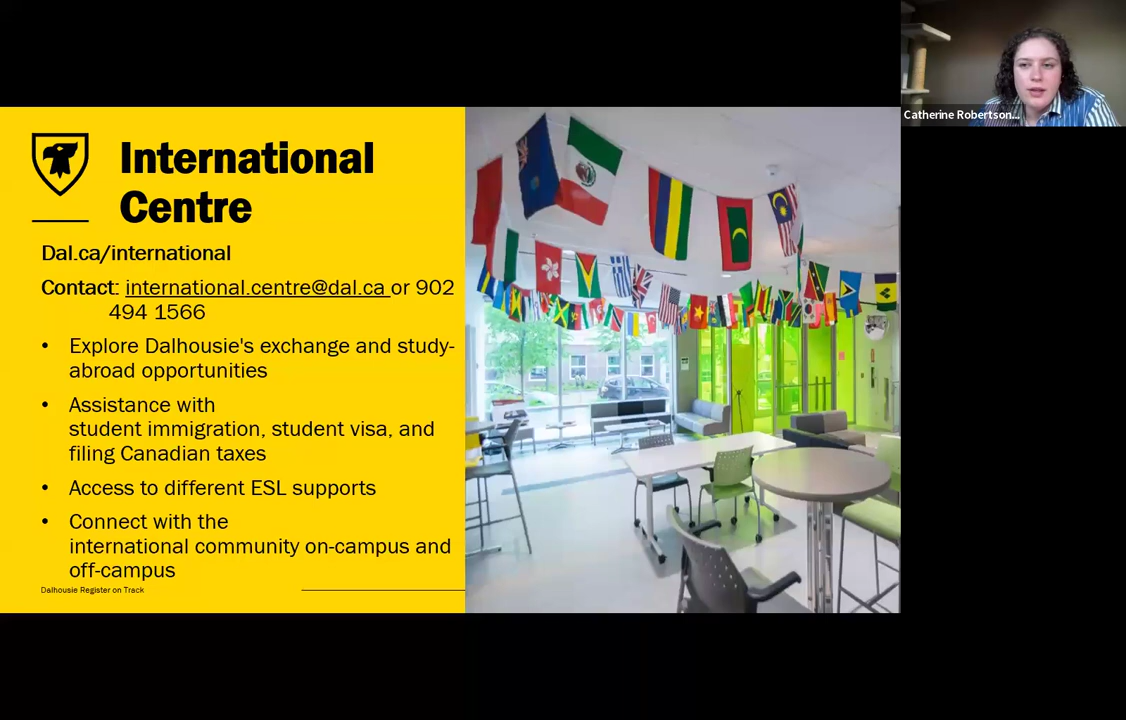 International
Centre
Dal.ca/international
Contact: international.centre@dal.ca or 902
494 1566
• Explore Dalhousie's exchange and study-
abroad opportunities
• Assistance with
student immigration, student visa, and
filing Canadian taxes
• Access to different ESL supports
• Connect with the
international community on-campus and
off-campus
Dalhousie Register on Track
Catherine Robertson...